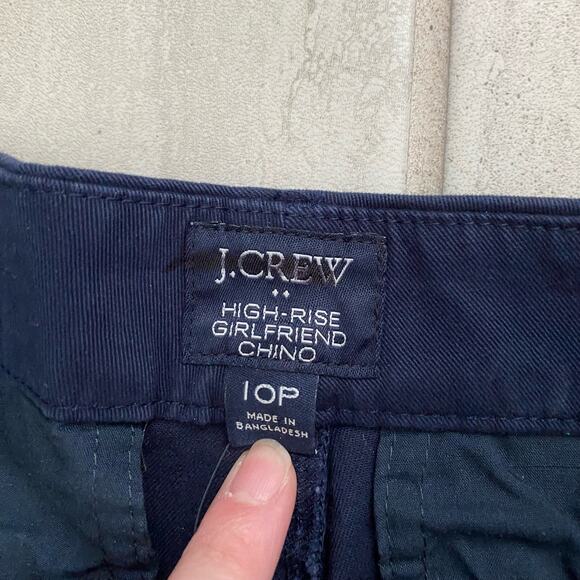 J.CREW
HIGH-RISE
GIRLFRIEND
CHINO
10P
MADE IN
BANGLADESH